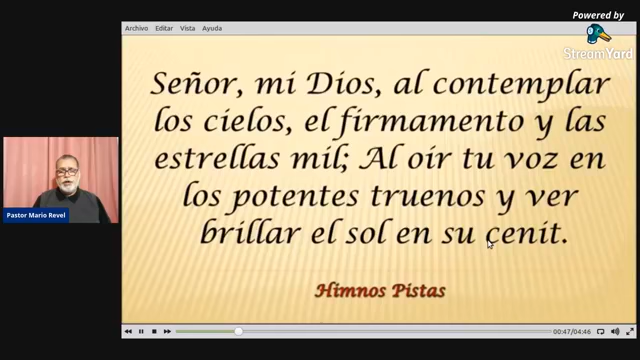 Powered by
StreamYard
Archivo Editar Vista Ayuda
Señor, mi Dios, al contemplar
los cielos, el firmamento y las
estrellas mil; Al oír tu voz en
los potentes truenos y ver
brillar el sol en su cenit.
Himnos Pistas
Pastor Mario Revel
00:47/04:46